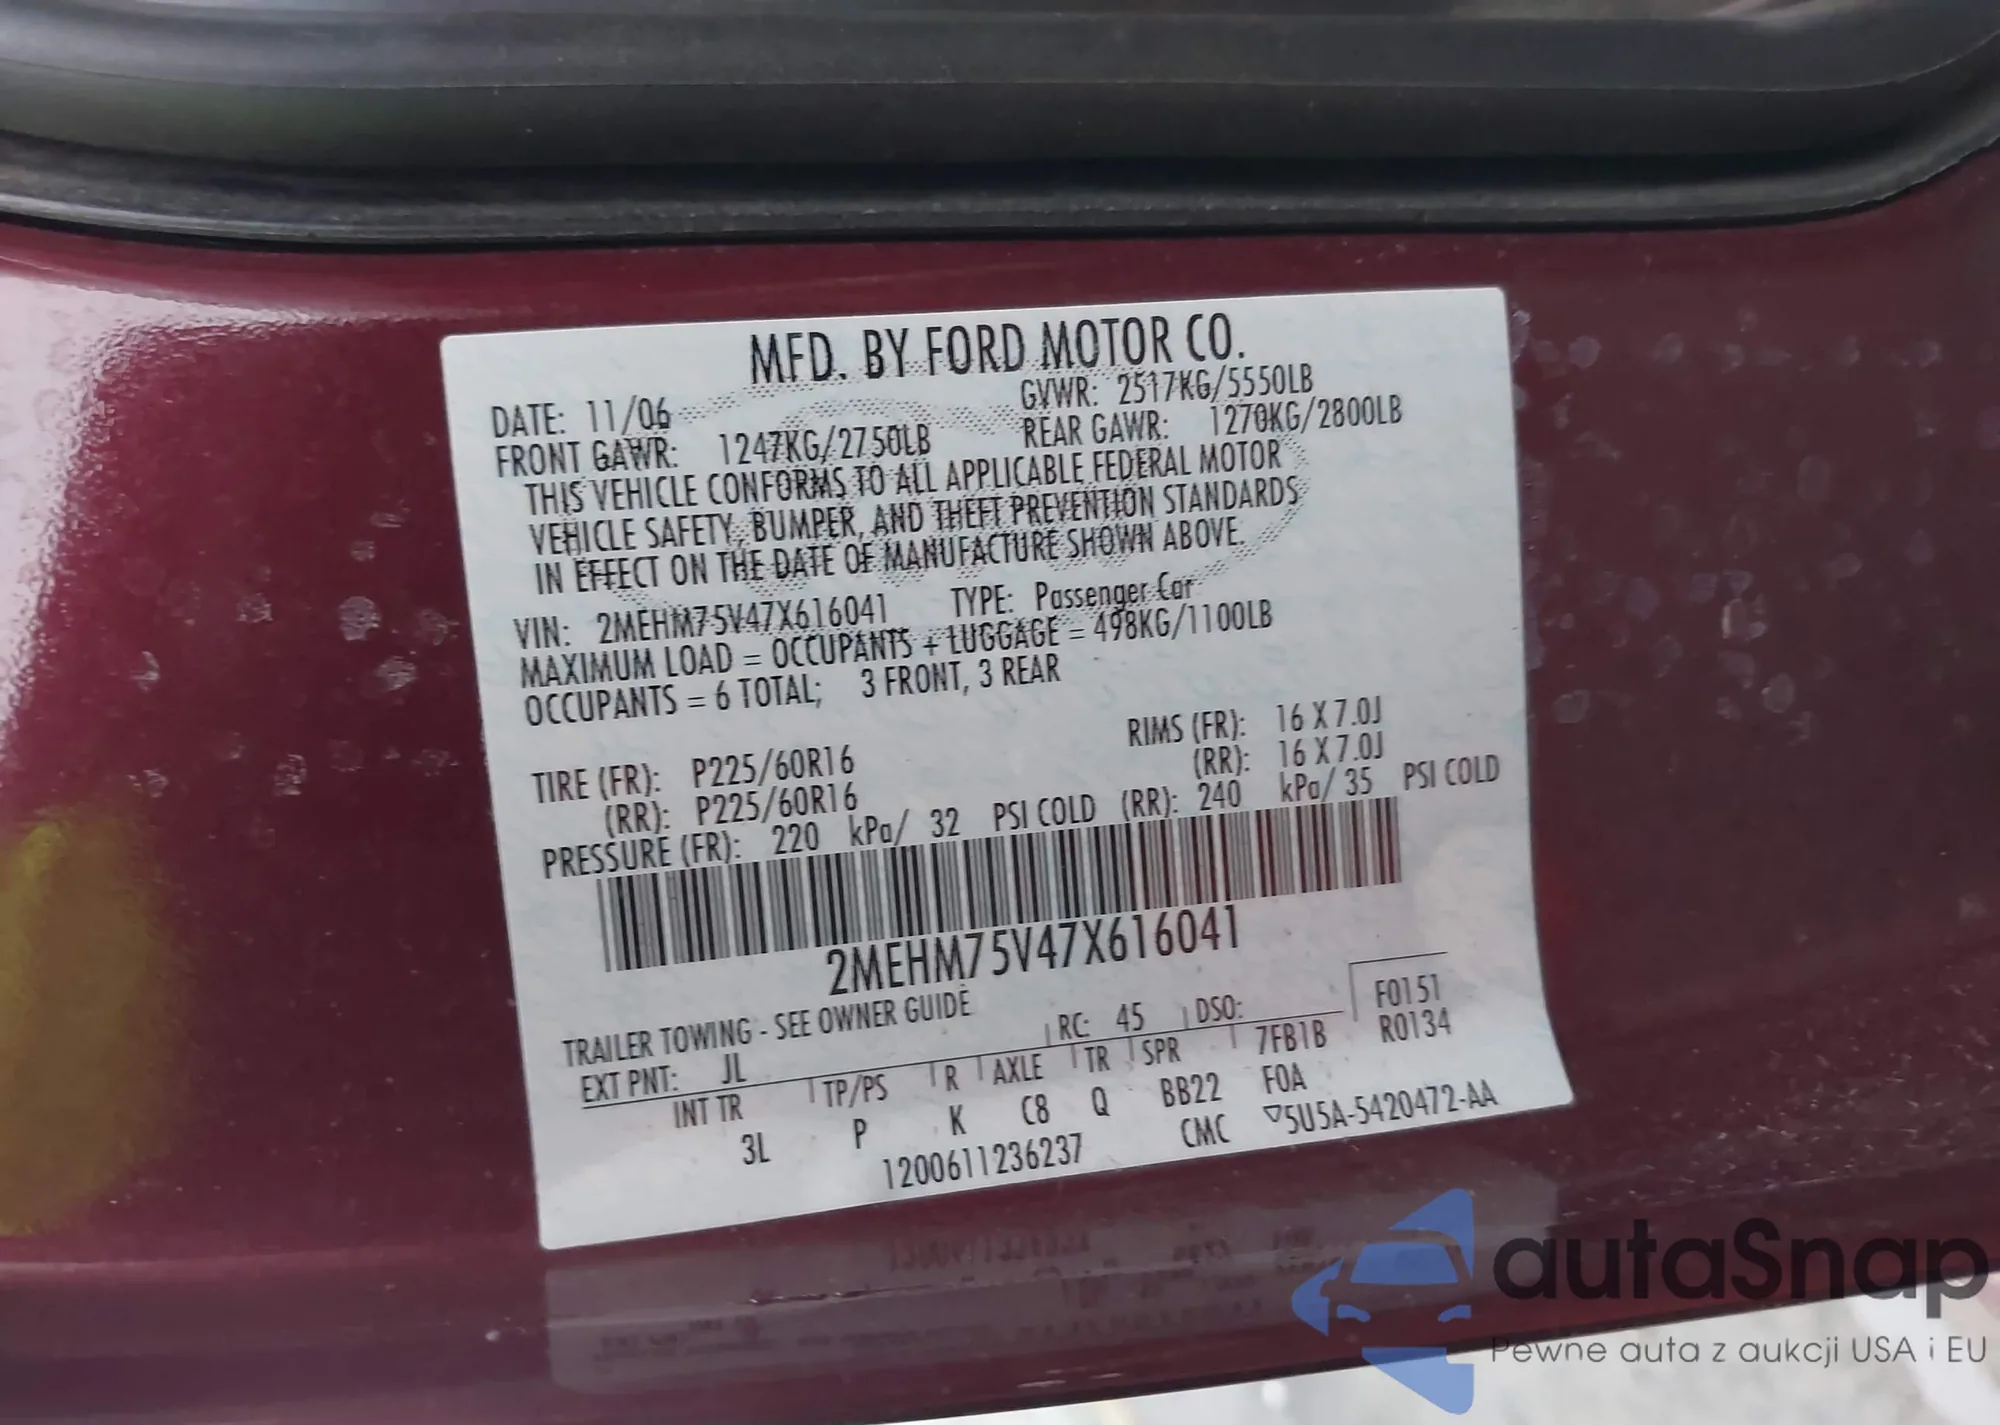 MFD. BY FORD MOTOR CO.
DATE: 11/06 GVWR: 2517KG/5550LB
FRONT GAWR: 1247KG/2750LB REAR GAWR: 1270KG/2800LB
THIS VEHICLE CONFORMS TO ALL APPLICABLE FEDERAL MOTOR
VEHICLE SAFETY, BUMPER, AND THEFT PREVENTION STANDARDS
IN EFFECT ON THE DATE OF MANUFACTURE SHOWN ABOVE.
VIN: 2MEHM75V47X616041 TYPE: Passenger Car
MAXIMUM LOAD = OCCUPANTS + LUGGAGE = 498KG/1100LB
OCCUPANTS = 6 TOTAL; 3 FRONT, 3 REAR
TIRE (FR): P225/60R16 RIMS (FR): 16 X 7.0J
(RR): P225/60R16 (RR): 16 X 7.0J
PRESSURE (FR): 220 kPa/ 32 PSI COLD (RR): 240 kPa/ 35 PSI COLD
2MEHM75V47X616041
TRAILER TOWING - SEE OWNER GUIDE
EXT PNT: JL RC: 45 DSO: F0151
INT TR TP/PS R AXLE TR SPR 7FB1B R0134
3L P K C8 Q BB22 F0A
1200611236237 CMC ▽5U5A-5420472-AA
autaSnap
Pewne auta z aukcji USA i EU